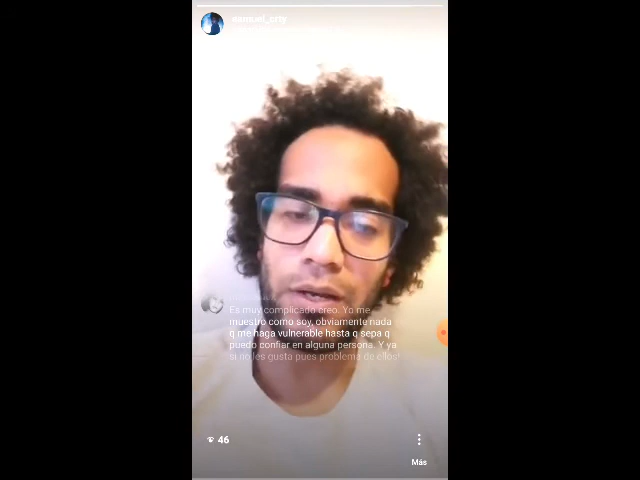 Es muy complicado creo. Yo me
muestro como soy, obviamente nada
q me haga vulnerable hasta q sepa q
puedo confiar en alguna persona. Y ya
si no les gusta pues problema de ellos
46
Más